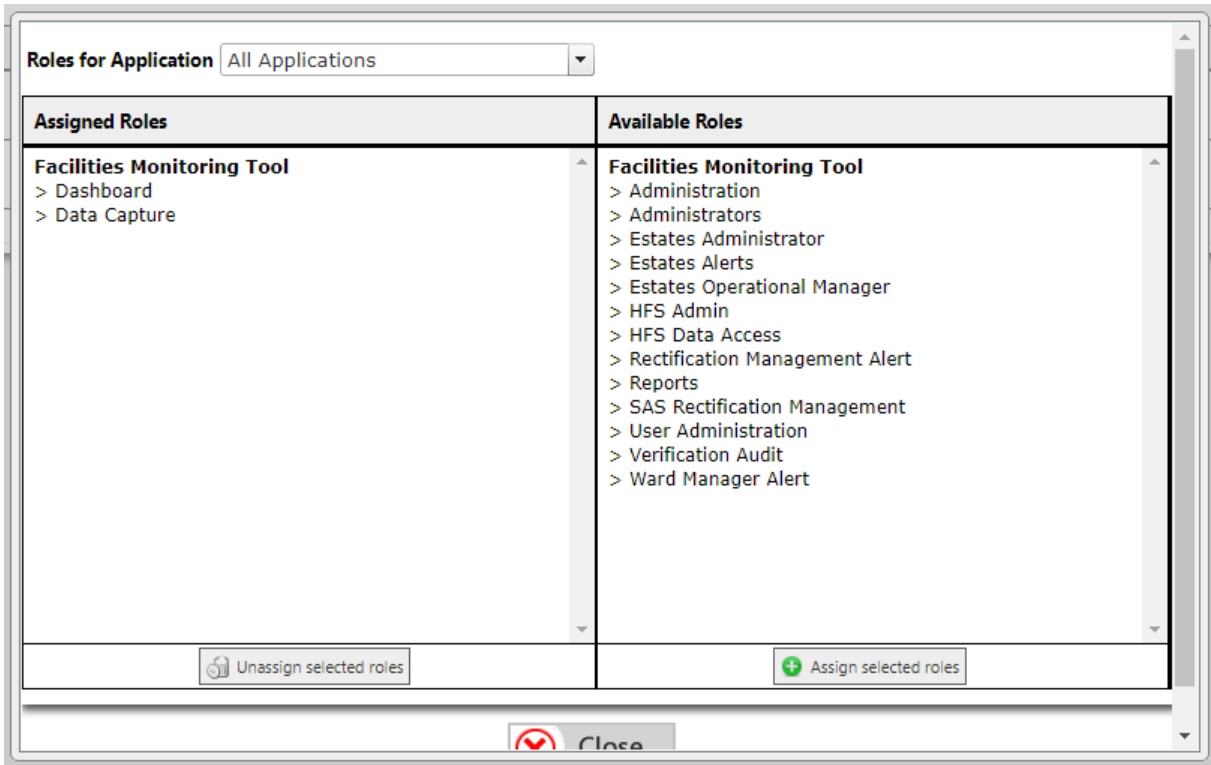 Roles for Application All Applications
Assigned Roles
Facilities Monitoring Tool
> Dashboard
> Data Capture
Unassign selected roles
Available Roles
Facilities Monitoring Tool
> Administration
> Administrators
> Estates Administrator
> Estates Alerts
> Estates Operational Manager
> HFS Admin
> HFS Data Access
> Rectification Management Alert
> Reports
> SAS Rectification Management
> User Administration
> Verification Audit
> Ward Manager Alert
Assign selected roles
Close